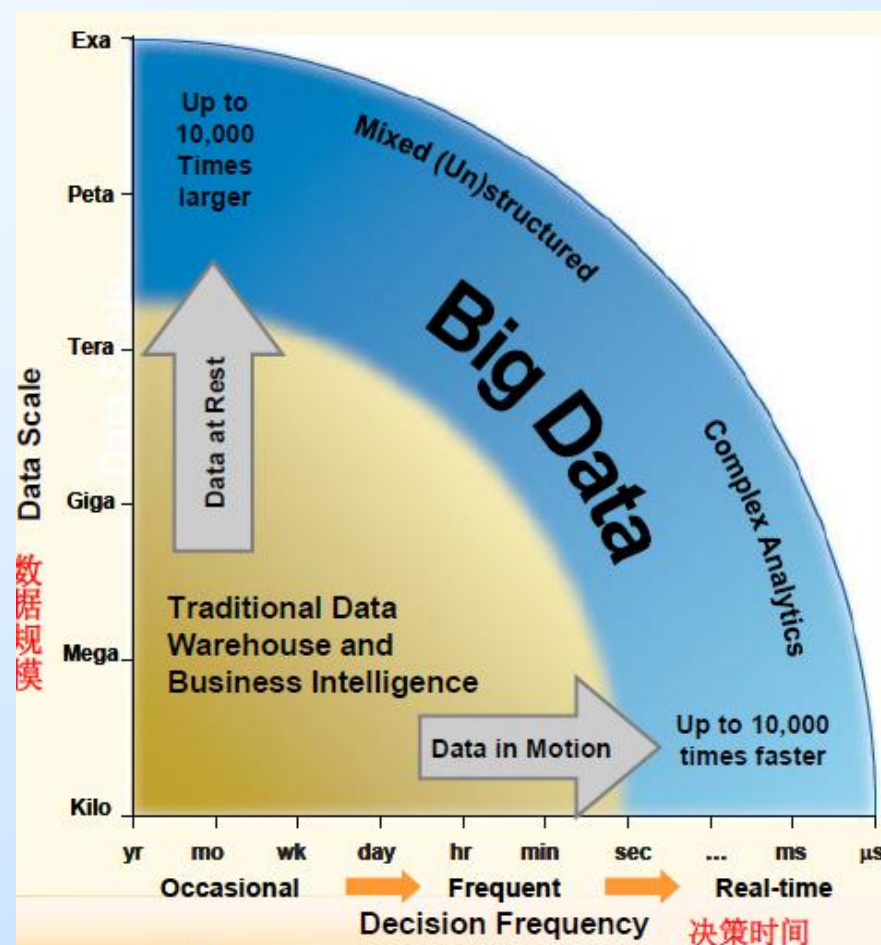 Exa
Up to
10,000
Times
larger
Mixed (Un)structured
Peta
Big Data
Tera
Data Scale
Data at Rest
Complex Analytics
Giga
数据规模
Traditional Data
Warehouse and
Business Intelligence
Mega
Up to 10,000
times faster
Data in Motion
Kilo
yr mo wk day hr min sec ... ms µs
Occasional Frequent Real-time
Decision Frequency 决策时间